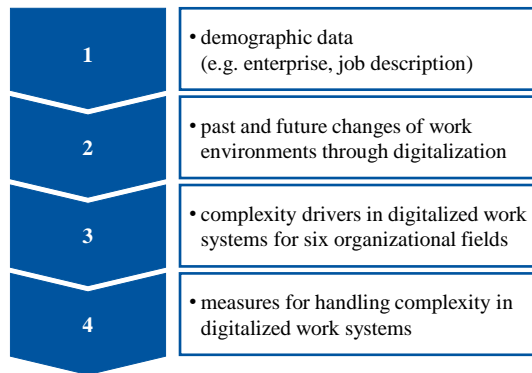 1
• demographic data
(e.g. enterprise, job description)
2
• past and future changes of work
environments through digitalization
3
• complexity drivers in digitalized work
systems for six organizational fields
4
• measures for handling complexity in
digitalized work systems